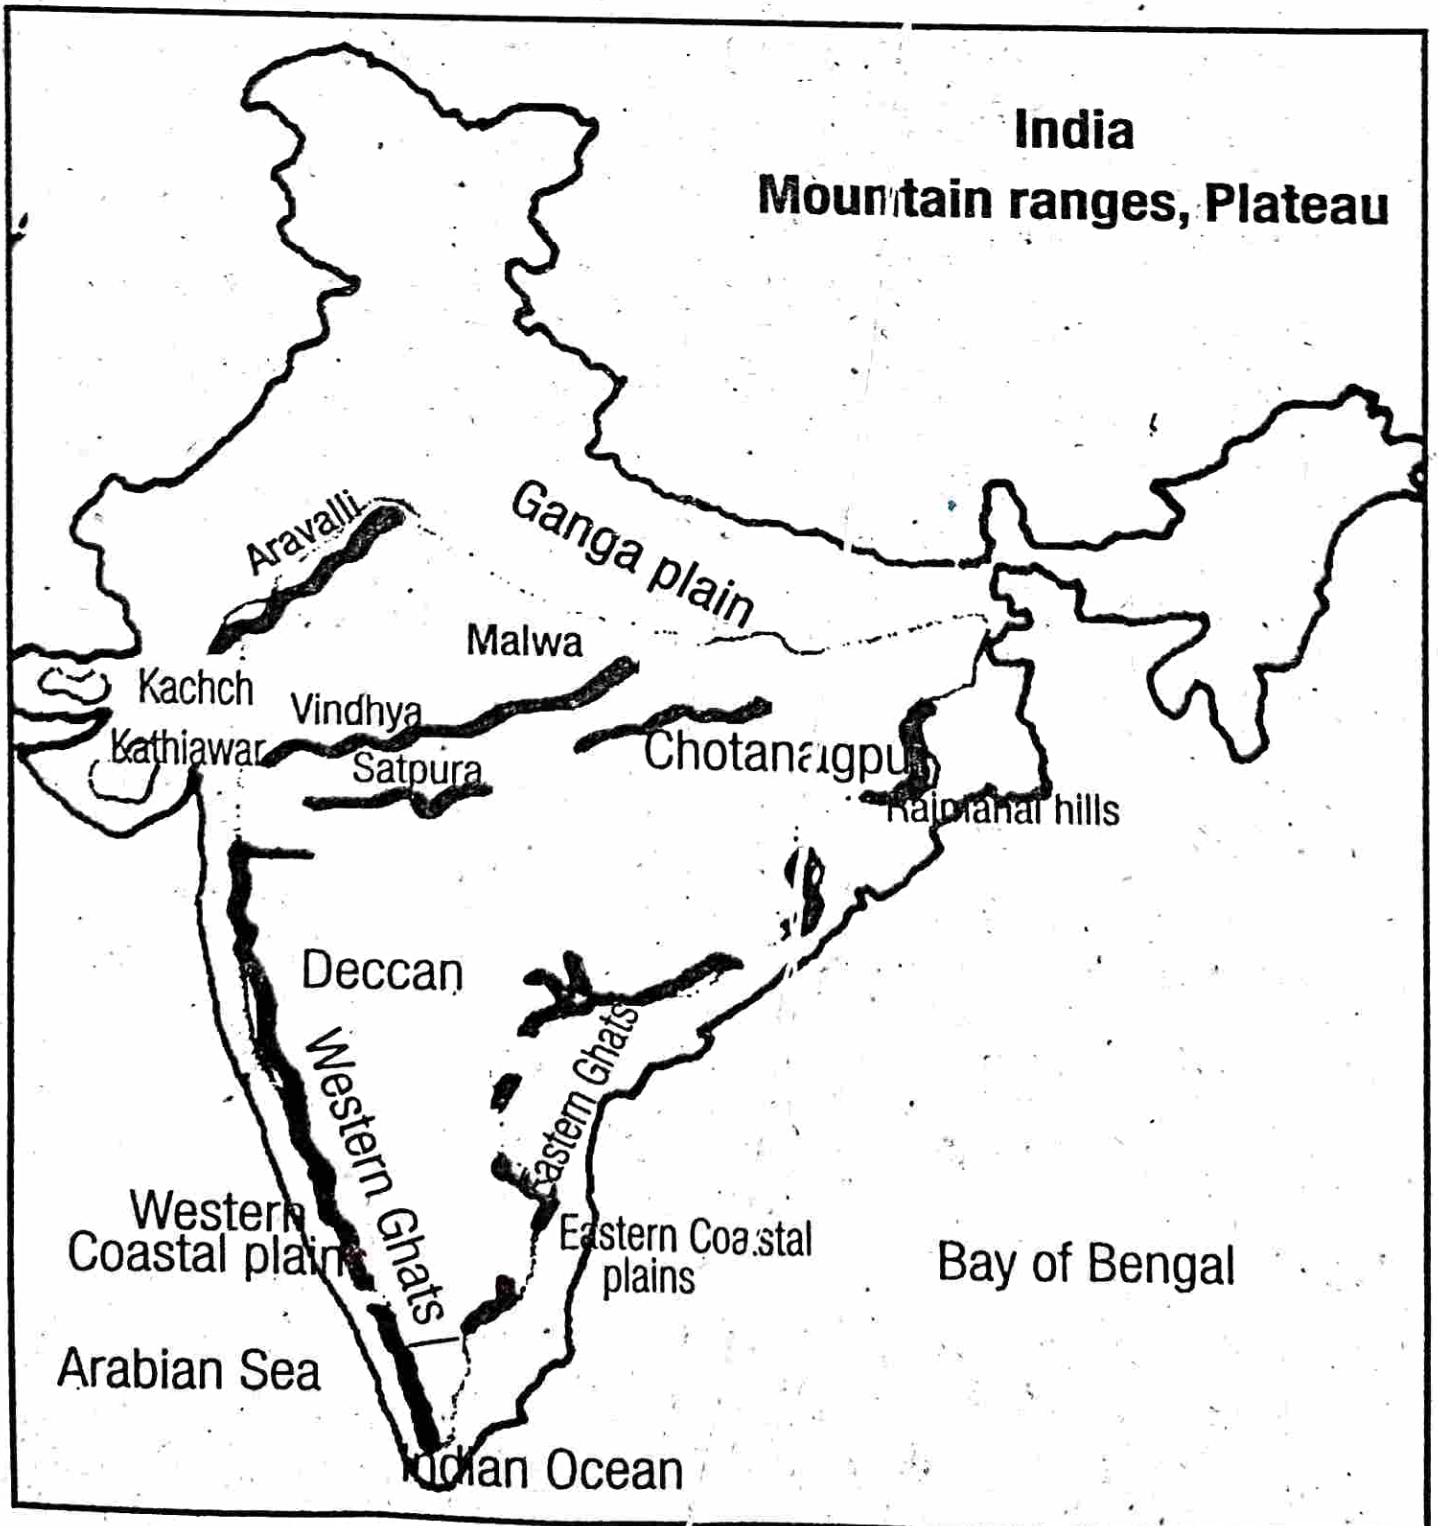 India
Mountain ranges, Plateau
Aravalli
Ganga plain
Malwa
Kachch
Vindhya
Kathiawar
Satpura
Chotanagpur
Rajmahal hills
Deccan
Western Ghats
Eastern Ghats
Western
Coastal plain
Eastern Coastal
plains
Bay of Bengal
Arabian Sea
Indian Ocean